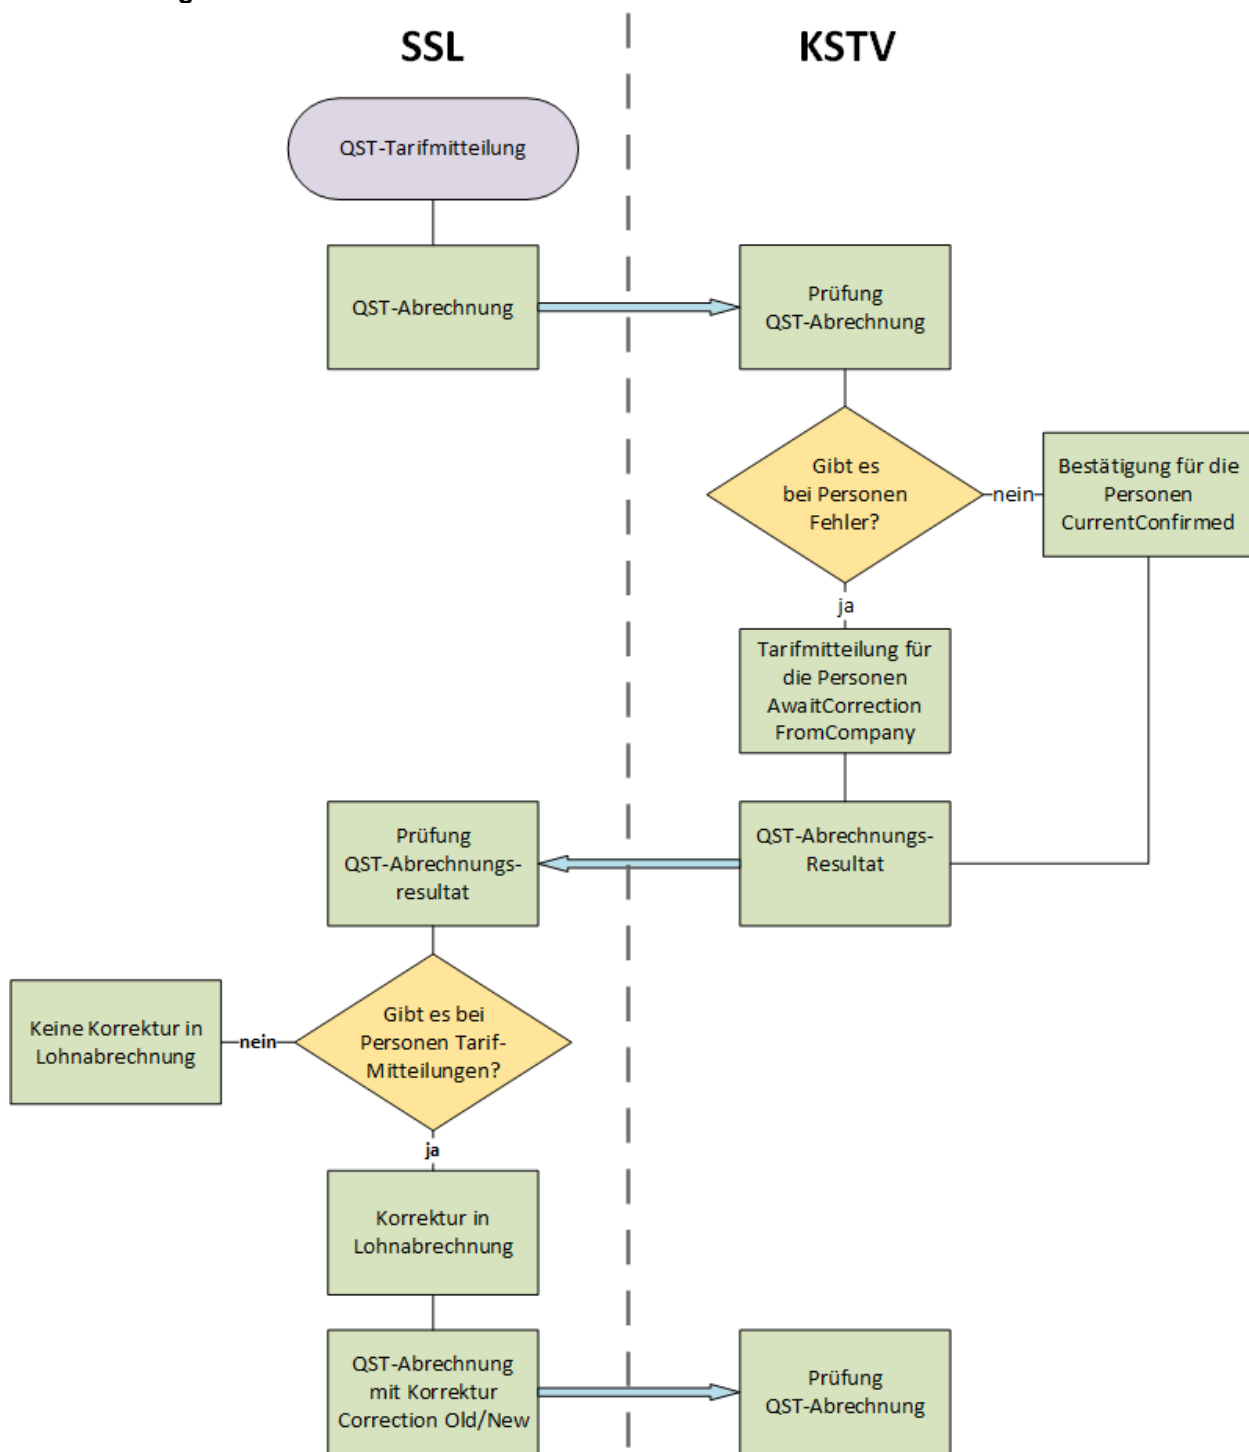 SSL
KSTV
QST-Tarifmitteilung
QST-Abrechnung
Prüfung
QST-Abrechnung
Gibt es
bei Personen
Fehler?
nein
Bestätigung für die
Personen
CurrentConfirmed
ja
Tarifmitteilung für
die Personen
AwaitCorrection
FromCompany
QST-Abrechnungs-
Resultat
Prüfung
QST-Abrechnungs-
resultat
Gibt es bei
Personen Tarif-
Mitteilungen?
nein
Keine Korrektur in
Lohnabrechnung
ja
Korrektur in
Lohnabrechnung
QST-Abrechnung
mit Korrektur
Correction Old/New
Prüfung
QST-Abrechnung